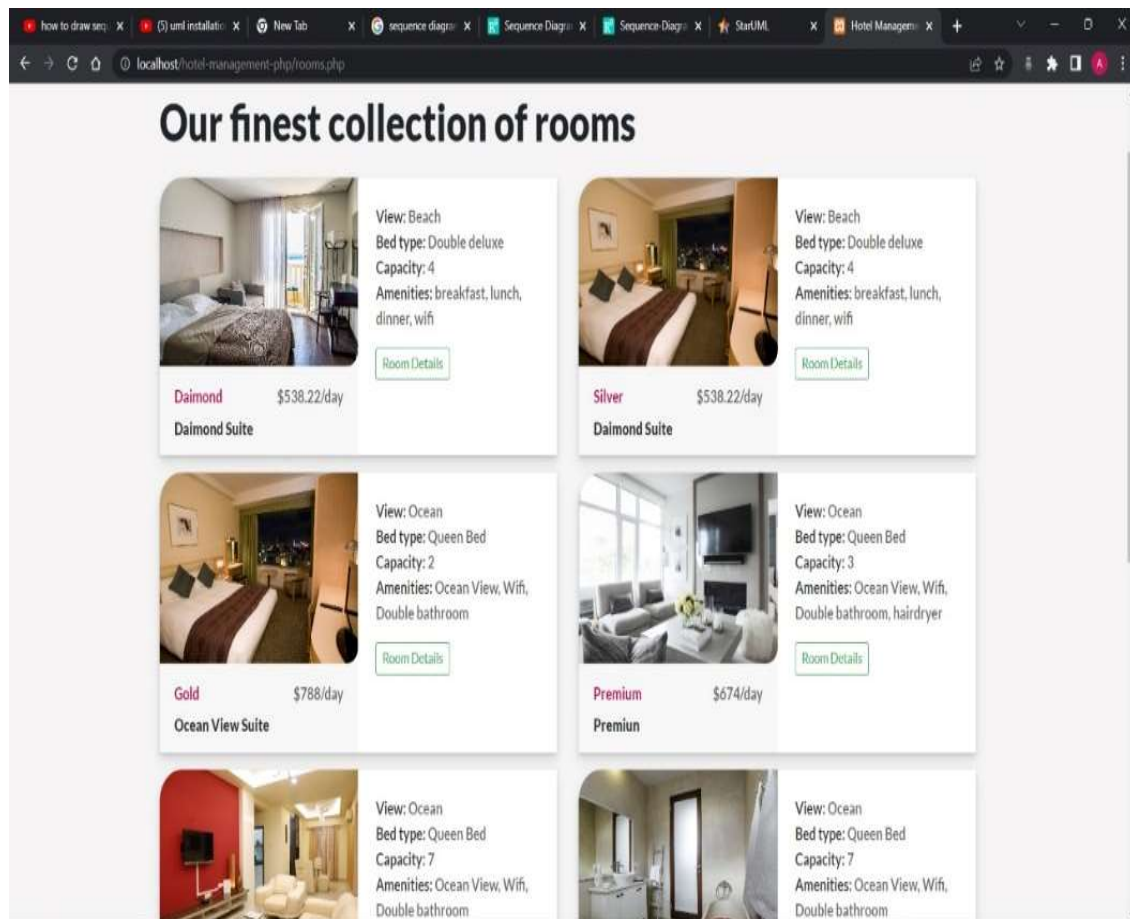 how to draw seq
(5) uml installatio
New Tab
sequence diagram
Sequence Diagra
Sequence-Diagra
StarUML
Hotel Manageme
localhost/hotel-management-php/rooms.php
A
Our finest collection of rooms
View: Beach
Bed type: Double deluxe
Capacity: 4
Amenities: breakfast, lunch,
dinner, wifi
Room Details
Daimond $538.22/day
Daimond Suite
View: Beach
Bed type: Double deluxe
Capacity: 4
Amenities: breakfast, lunch,
dinner, wifi
Room Details
Silver $538.22/day
Daimond Suite
View: Ocean
Bed type: Queen Bed
Capacity: 2
Amenities: Ocean View, Wifi,
Double bathroom
Room Details
Gold $788/day
Ocean View Suite
View: Ocean
Bed type: Queen Bed
Capacity: 3
Amenities: Ocean View, Wifi,
Double bathroom, hairdryer
Room Details
Premium $674/day
Premiun
View: Ocean
Bed type: Queen Bed
Capacity: 7
Amenities: Ocean View, Wifi,
Double bathroom
View: Ocean
Bed type: Queen Bed
Capacity: 7
Amenities: Ocean View, Wifi,
Double bathroom